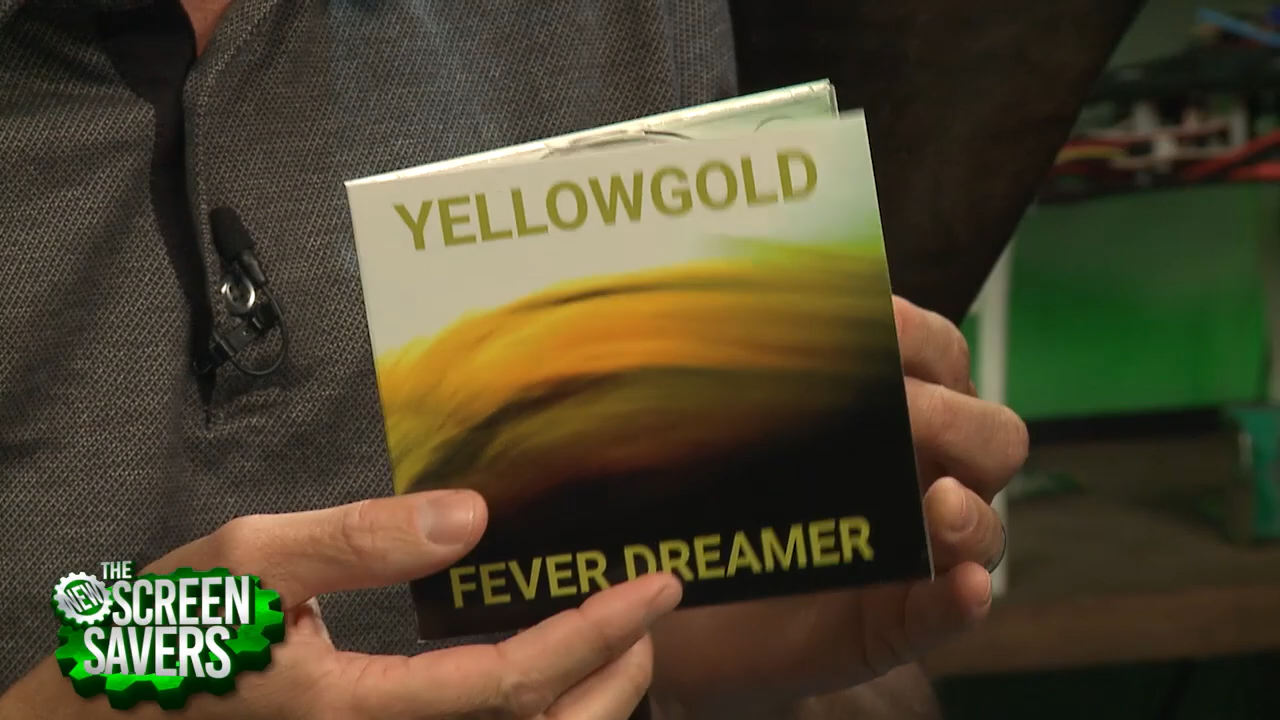 YELLOWGOLD
FEVER DREAMER
THE
NEW SCREEN
SAVERS